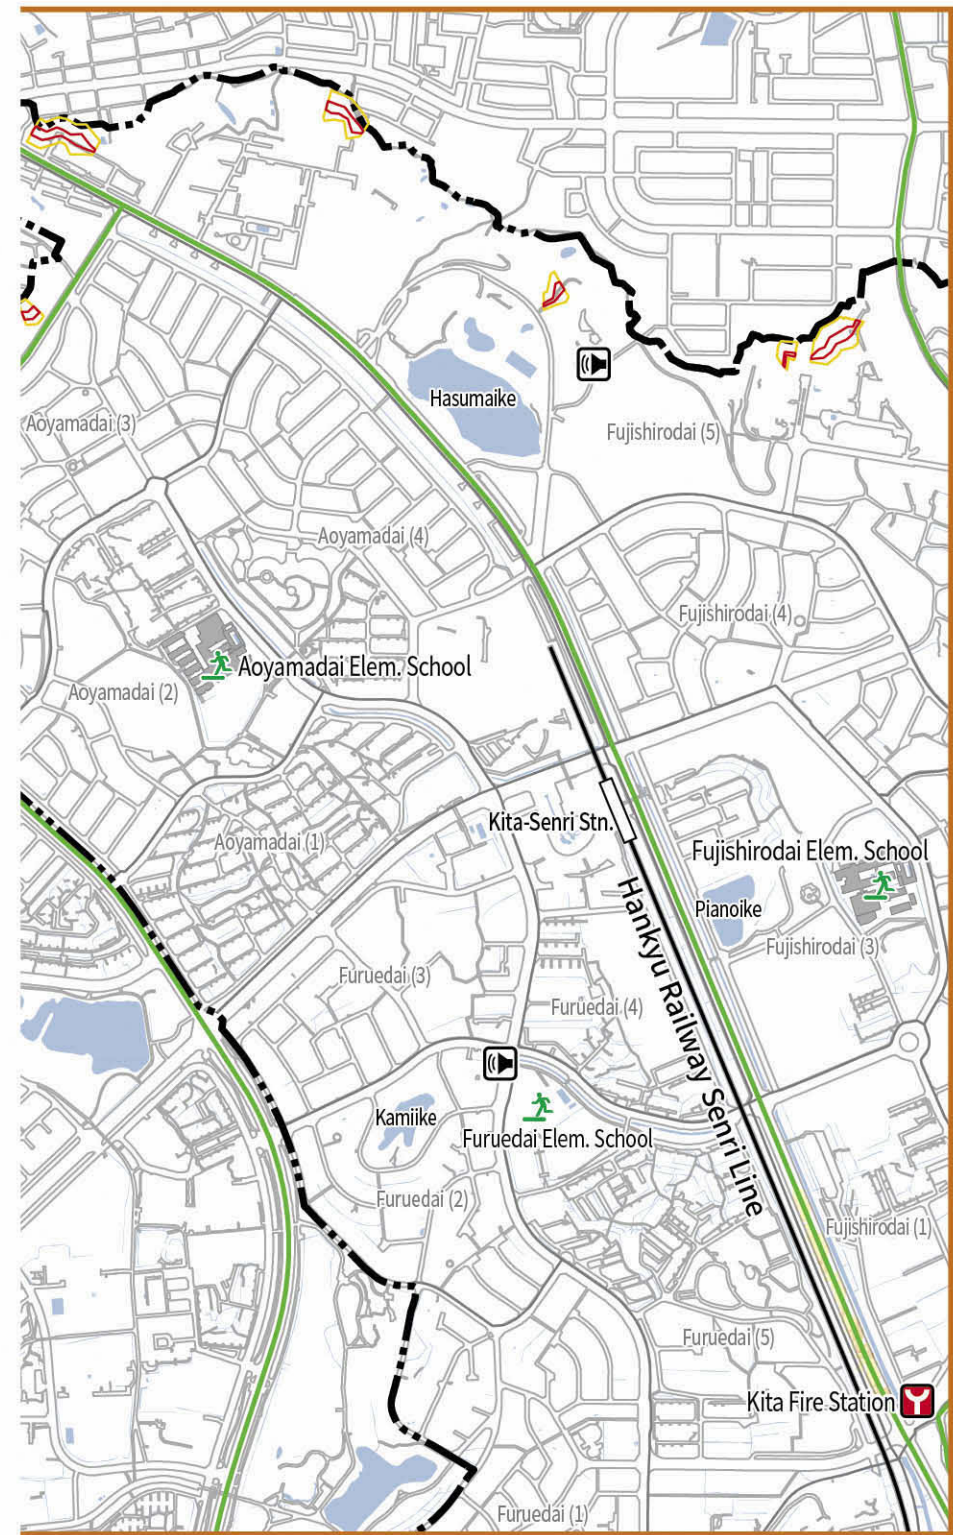 Hasumaike
Aoyamadai (3)
Fujishirodai (5)
Aoyamadai (4)
Fujishirodai (4)
Aoyamadai Elem. School
Aoyamadai (2)
Kita-Senri Stn.
Aoyamadai (1)
Fujishirodai Elem. School
Pianoike
Fujishirodai (3)
Furuedai (3)
Furuedai (4)
Hankyu Railway Senri Line
Kamiike
Furuedai Elem. School
Furuedai (2)
Fujishirodai (1)
Furuedai (5)
Kita Fire Station
Furuedai (1)